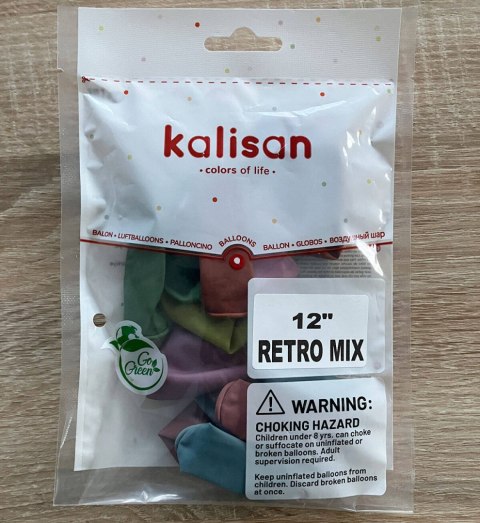 kalisan
• colors of life •
BALON • LUFTBALLOONS • PALLONCINO BALLOONS BALLON • GLOBOS • воздушный шар
12"
RETRO MIX
Go
Green
WARNING:
CHOKING HAZARD
Children under 8 yrs. can choke
or suffocate on uninflated or
broken balloons. Adult
supervision required.
Keep uninflated balloons from
children. Discard broken balloons
at once.